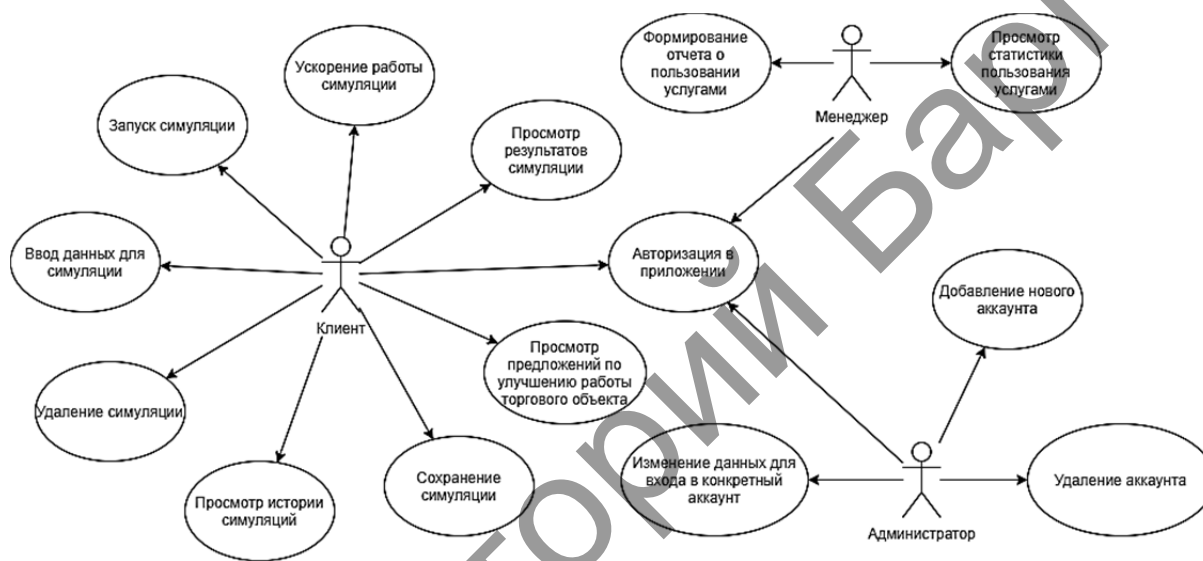 Ускорение работы
симуляции
Запуск симуляции
Просмотр
результатов
симуляции
Ввод данных для
симуляции
Клиент
Удаление симуляции
Просмотр истории
симуляций
Сохранение
симуляции
Просмотр
предложений по
улучшению работы
торгового объекта
Авторизация в
приложении
Формирование
отчета о
пользовании
услугами
Менеджер
Просмотр
статистики
пользования
услугами
Добавление нового
аккаунта
Изменение данных для
входа в конкретный
аккаунт
Администратор
Удаление аккаунта